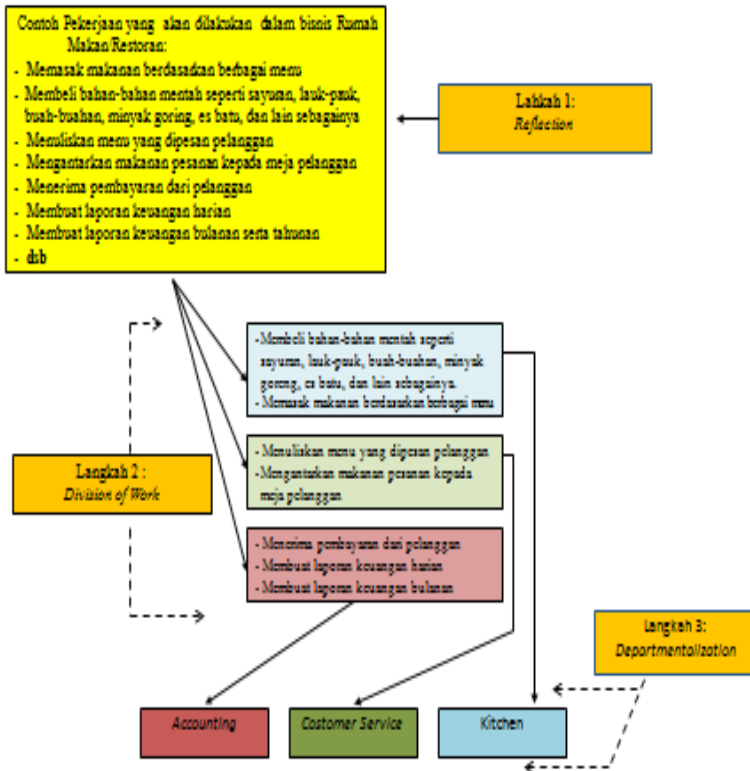 Contoh Pekerjaan yang akan dilakukan dalam bisnis Rumah
Makan/Restoran:
- Memasak makanan berdasarkan berbagai menu
- Membeli bahan-bahan mentah seperti sayuran, lauk-pauk,
buah-buahan, minyak goring, es batu, dan lain sebagainya
- Menuliskan menu yang dipesan pelanggan
- Mengantarkan makanan pesanan kepada meja pelanggan
- Menerima pembayaran dari pelanggan
- Membuat laporan keuangan harian
- Membuat laporan keuangan bulanan serta tahunan
- dsb
Lahkah 1:
Reflection
- Membeli bahan-bahan mentah seperti
sayuran, lauk-pauk, buah-buahan, minyak
goreng, es batu, dan lain sebagainya.
- Memasak makanan berdasarkan berbagai menu
Langkah 2 :
Division of Work
- Menuliskan menu yang dipesan pelanggan
- Mengantarkan makanan pesanan kepada
meja pelanggan
- Menerima pembayaran dari pelanggan
- Membuat laporan keuangan harian
- Membuat laporan keuangan bulanan
Langkah 3:
Departmentalization
Accounting
Costomer Service
Kitchen